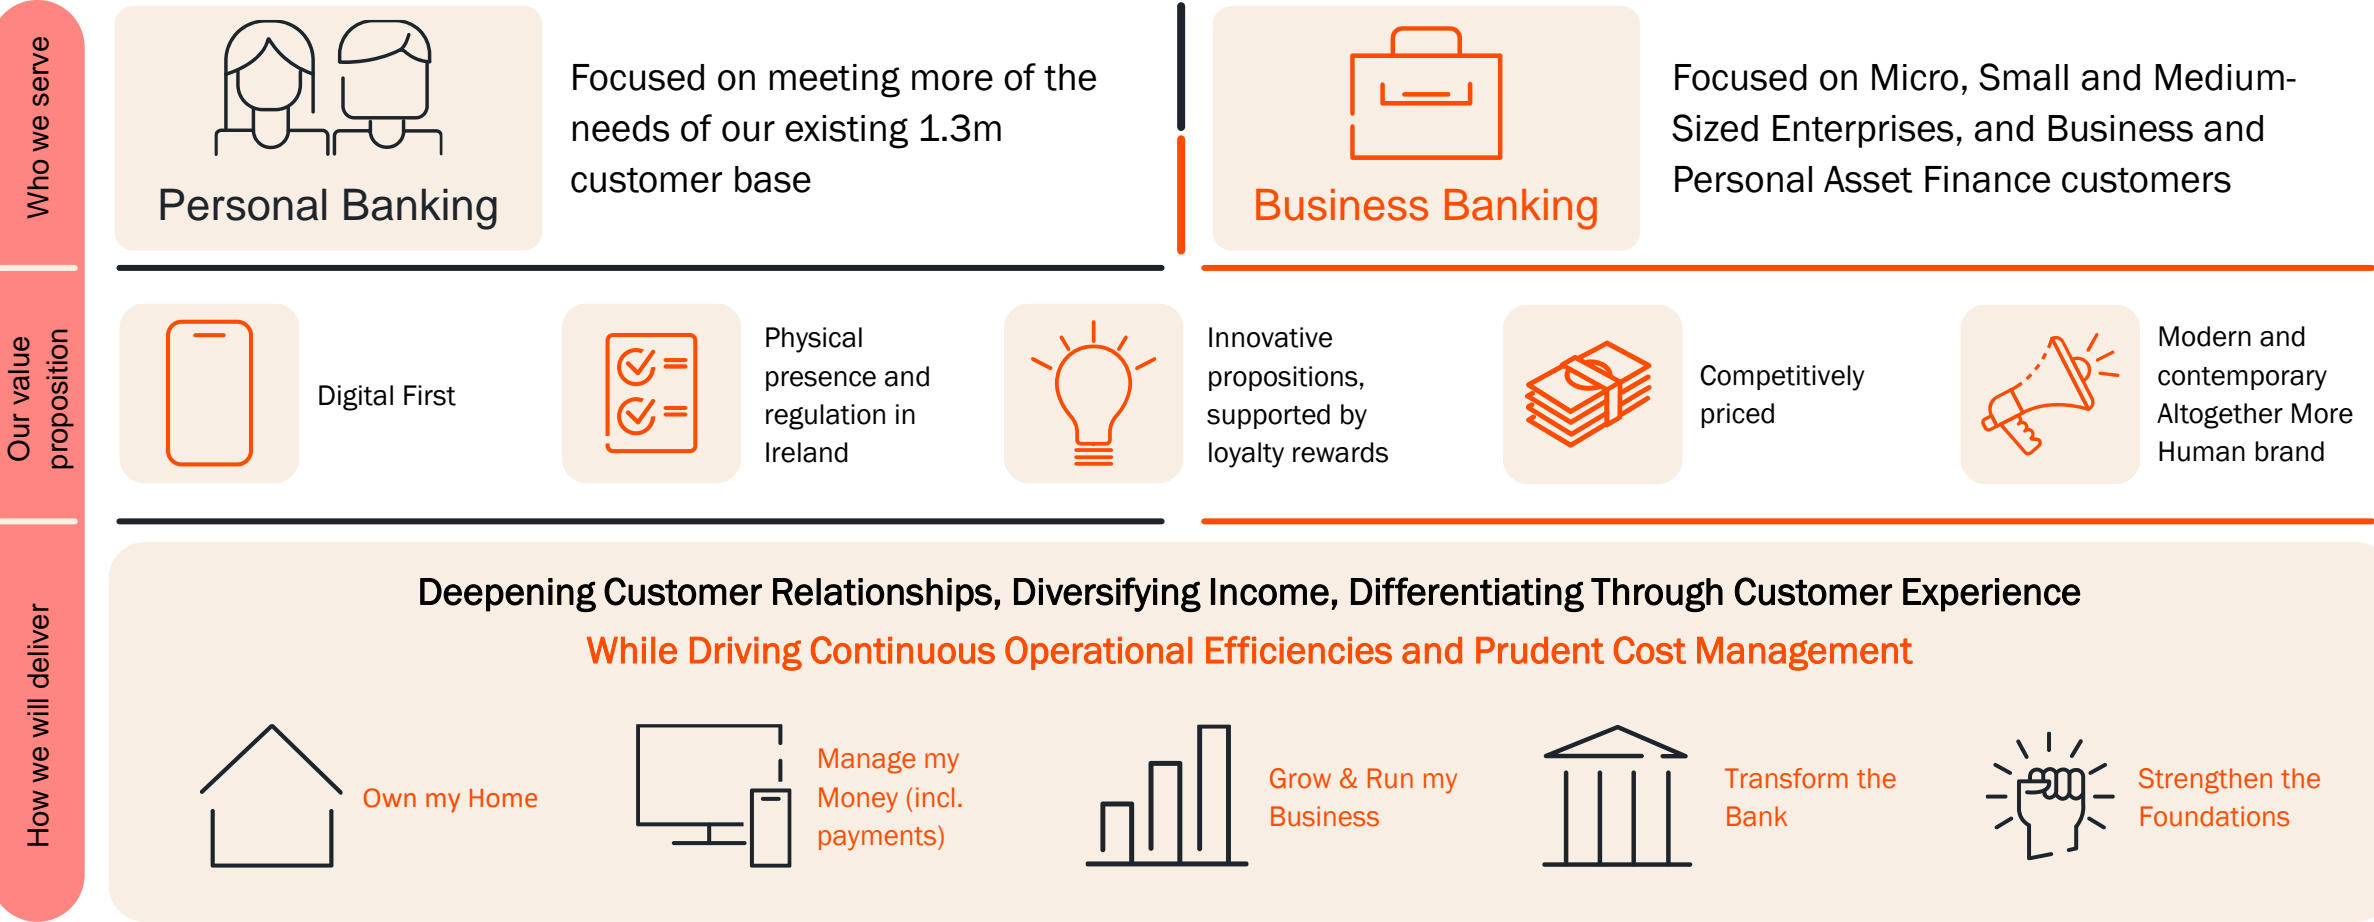 Who we serve
Personal Banking
Focused on meeting more of the
needs of our existing 1.3m
customer base
Business Banking
Focused on Micro, Small and Medium-
Sized Enterprises, and Business and
Personal Asset Finance customers
Our value
proposition
Digital First
Physical
presence and
regulation in
Ireland
Innovative
propositions,
supported by
loyalty rewards
Competitively
priced
Modern and
contemporary
Altogether More
Human brand
How we will deliver
Deepening Customer Relationships, Diversifying Income, Differentiating Through Customer Experience
While Driving Continuous Operational Efficiencies and Prudent Cost Management
Own my Home
Manage my
Money (incl.
payments)
Grow & Run my
Business
Transform the
Bank
Strengthen the
Foundations